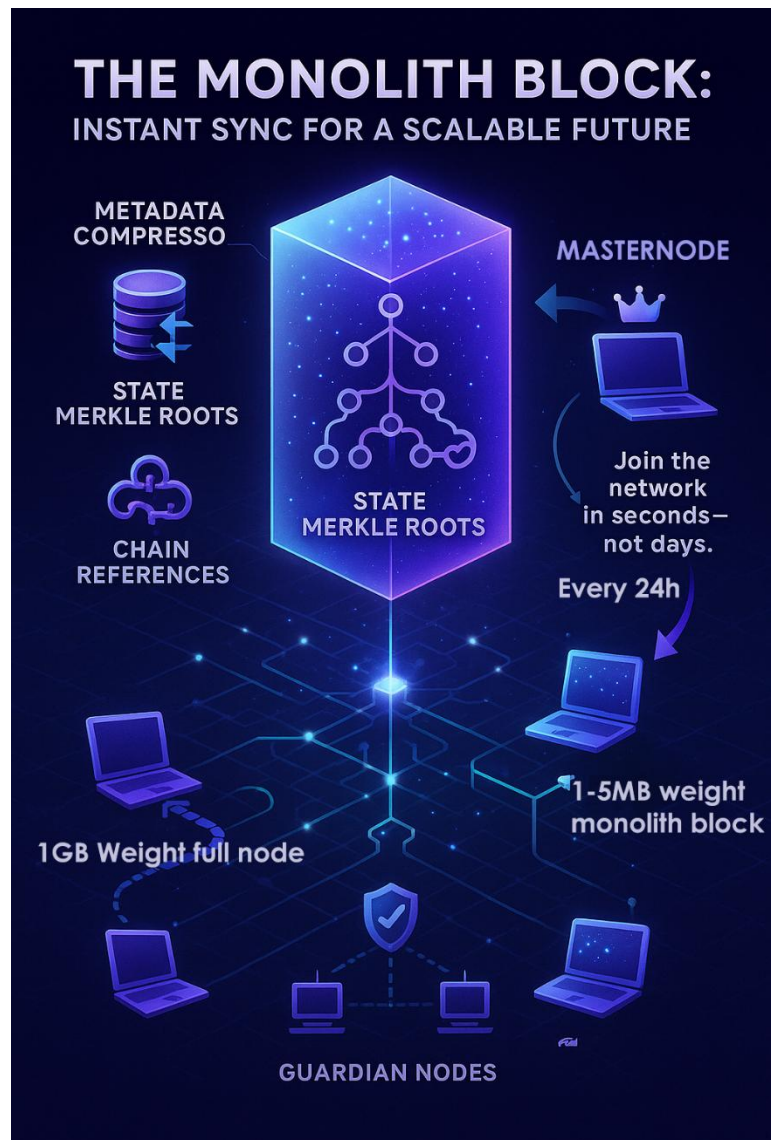 THE MONOLITH BLOCK:
INSTANT SYNC FOR A SCALABLE FUTURE
METADATA
COMPRESSO
STATE
MERKLE ROOTS
CHAIN
REFERENCES
STATE
MERKLE ROOTS
MASTERNODE
Join the
network
in seconds—
not days.
Every 24h
1-5MB weight
monolith block
1GB Weight full node
GUARDIAN NODES